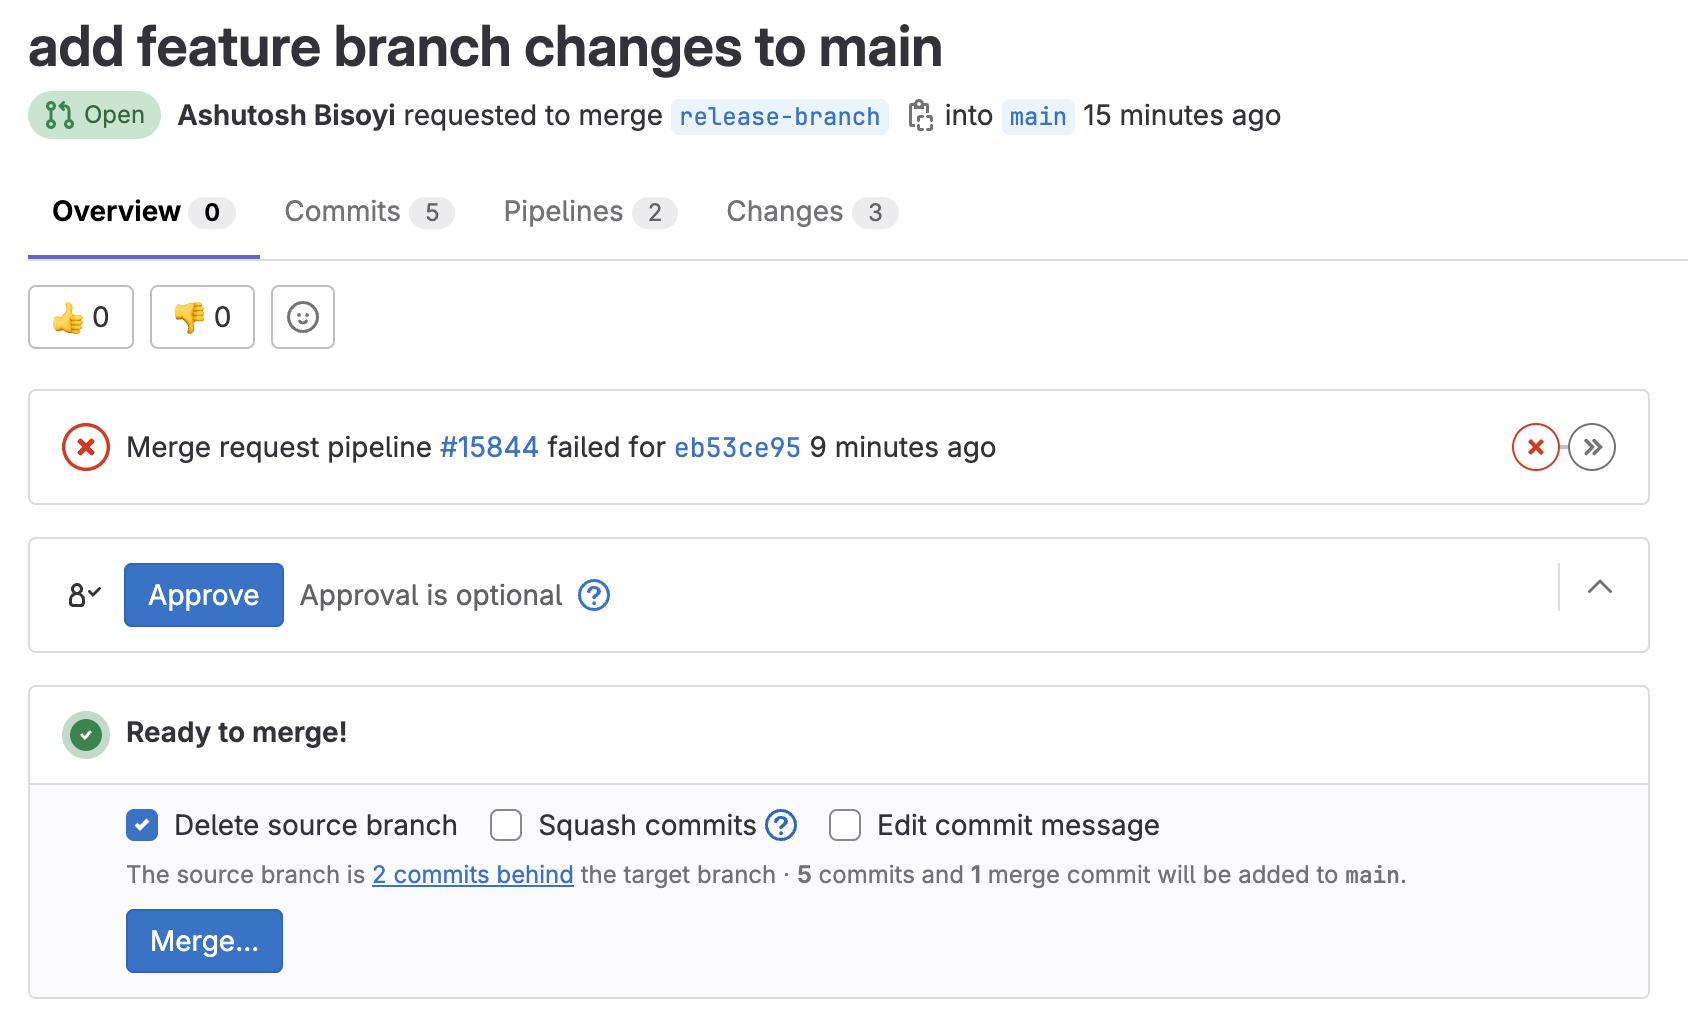 add feature branch changes to main
Open Ashutosh Bisoyi requested to merge release-branch into main 15 minutes ago
Overview 0 Commits 5 Pipelines 2 Changes 3
👍 0 👎 0
Merge request pipeline #15844 failed for eb53ce95 9 minutes ago
Approve Approval is optional
Ready to merge!
Delete source branch Squash commits Edit commit message
The source branch is 2 commits behind the target branch · 5 commits and 1 merge commit will be added to main.
Merge...